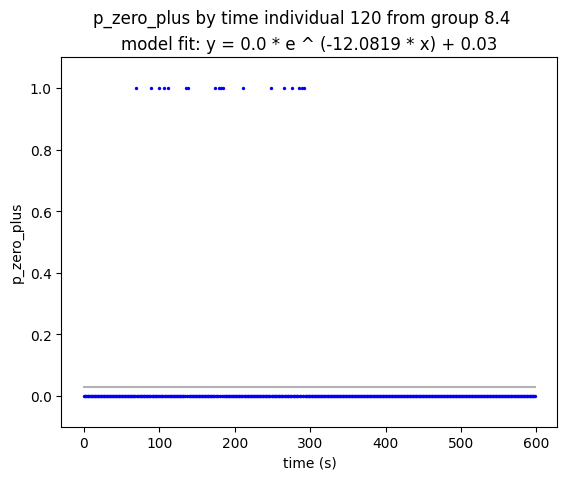 p_zero_plus by time individual 120 from group 8.4
model fit: y = 0.0 * e ^ (-12.0819 * x) + 0.03
1.0
0.8
0.6
0.4
0.2
0.0
p_zero_plus
0 100 200 300 400 500 600
time (s)